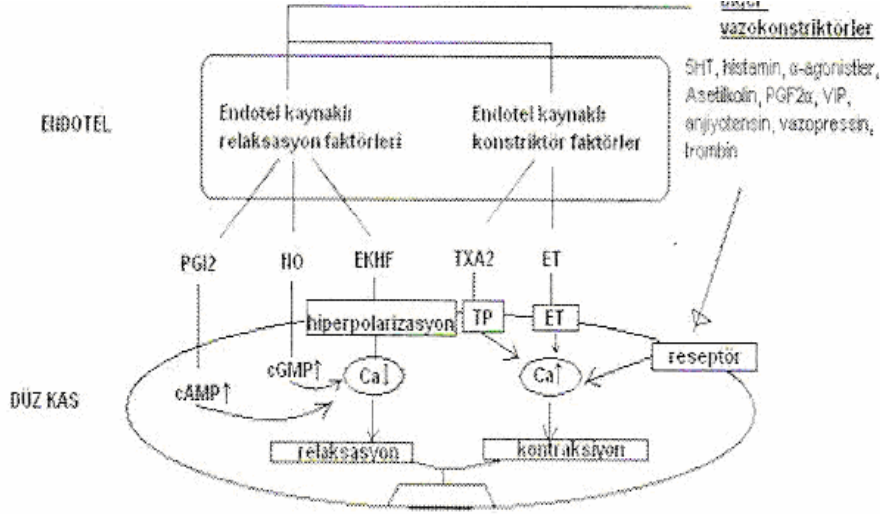 vazokonstriktörler
5HT, histamin, α-agonistler,
Asetilkolin, PGF2α, VIP,
anjiyotensin, vazopressin,
trombin
ENDOTEL
Endotel kaynaklı
relaksasyon faktörleri
Endotel kaynaklı
konstriktör faktörler
PGI2
NO
EKHF
TXA2
ET
hiperpolarizasyon
TP
ET
reseptör
cAMP↑
cGMP↑
Ca↓
Ca↑
DÜZ KAS
relaksasyon
kontraksiyon